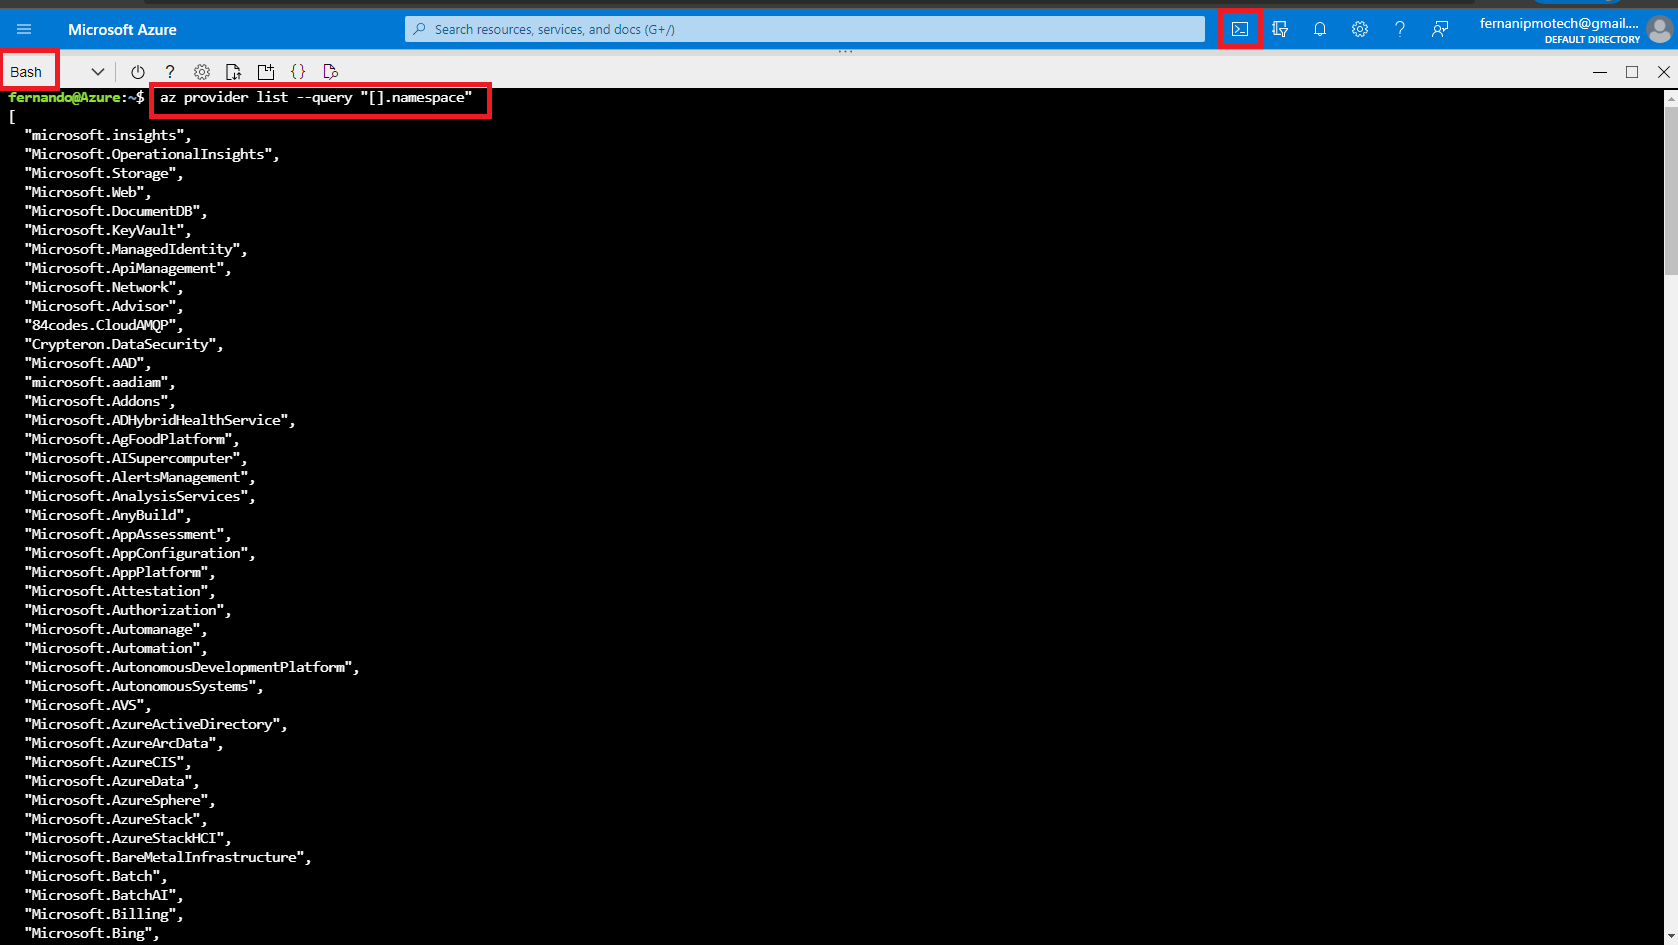 Microsoft Azure
Search resources, services, and docs (G+/)
fernanipmotech@gmail....
DEFAULT DIRECTORY
Bash
fernando@Azure:~$ az provider list --query "[].namespace"
[
"microsoft.insights",
"Microsoft.OperationalInsights",
"Microsoft.Storage",
"Microsoft.Web",
"Microsoft.DocumentDB",
"Microsoft.KeyVault",
"Microsoft.ManagedIdentity",
"Microsoft.ApiManagement",
"Microsoft.Network",
"Microsoft.Advisor",
"84codes.CloudAMQP",
"Crypteron.DataSecurity",
"Microsoft.AAD",
"microsoft.aadiam",
"Microsoft.Addons",
"Microsoft.ADHybridHealthService",
"Microsoft.AgFoodPlatform",
"Microsoft.AISupercomputer",
"Microsoft.AlertsManagement",
"Microsoft.AnalysisServices",
"Microsoft.AnyBuild",
"Microsoft.AppAssessment",
"Microsoft.AppConfiguration",
"Microsoft.AppPlatform",
"Microsoft.Attestation",
"Microsoft.Authorization",
"Microsoft.Automanage",
"Microsoft.Automation",
"Microsoft.AutonomousDevelopmentPlatform",
"Microsoft.AutonomousSystems",
"Microsoft.AVS",
"Microsoft.AzureActiveDirectory",
"Microsoft.AzureArcData",
"Microsoft.AzureCIS",
"Microsoft.AzureData",
"Microsoft.AzureSphere",
"Microsoft.AzureStack",
"Microsoft.AzureStackHCI",
"Microsoft.BareMetalInfrastructure",
"Microsoft.Batch",
"Microsoft.BatchAI",
"Microsoft.Billing",
"Microsoft.Bing",